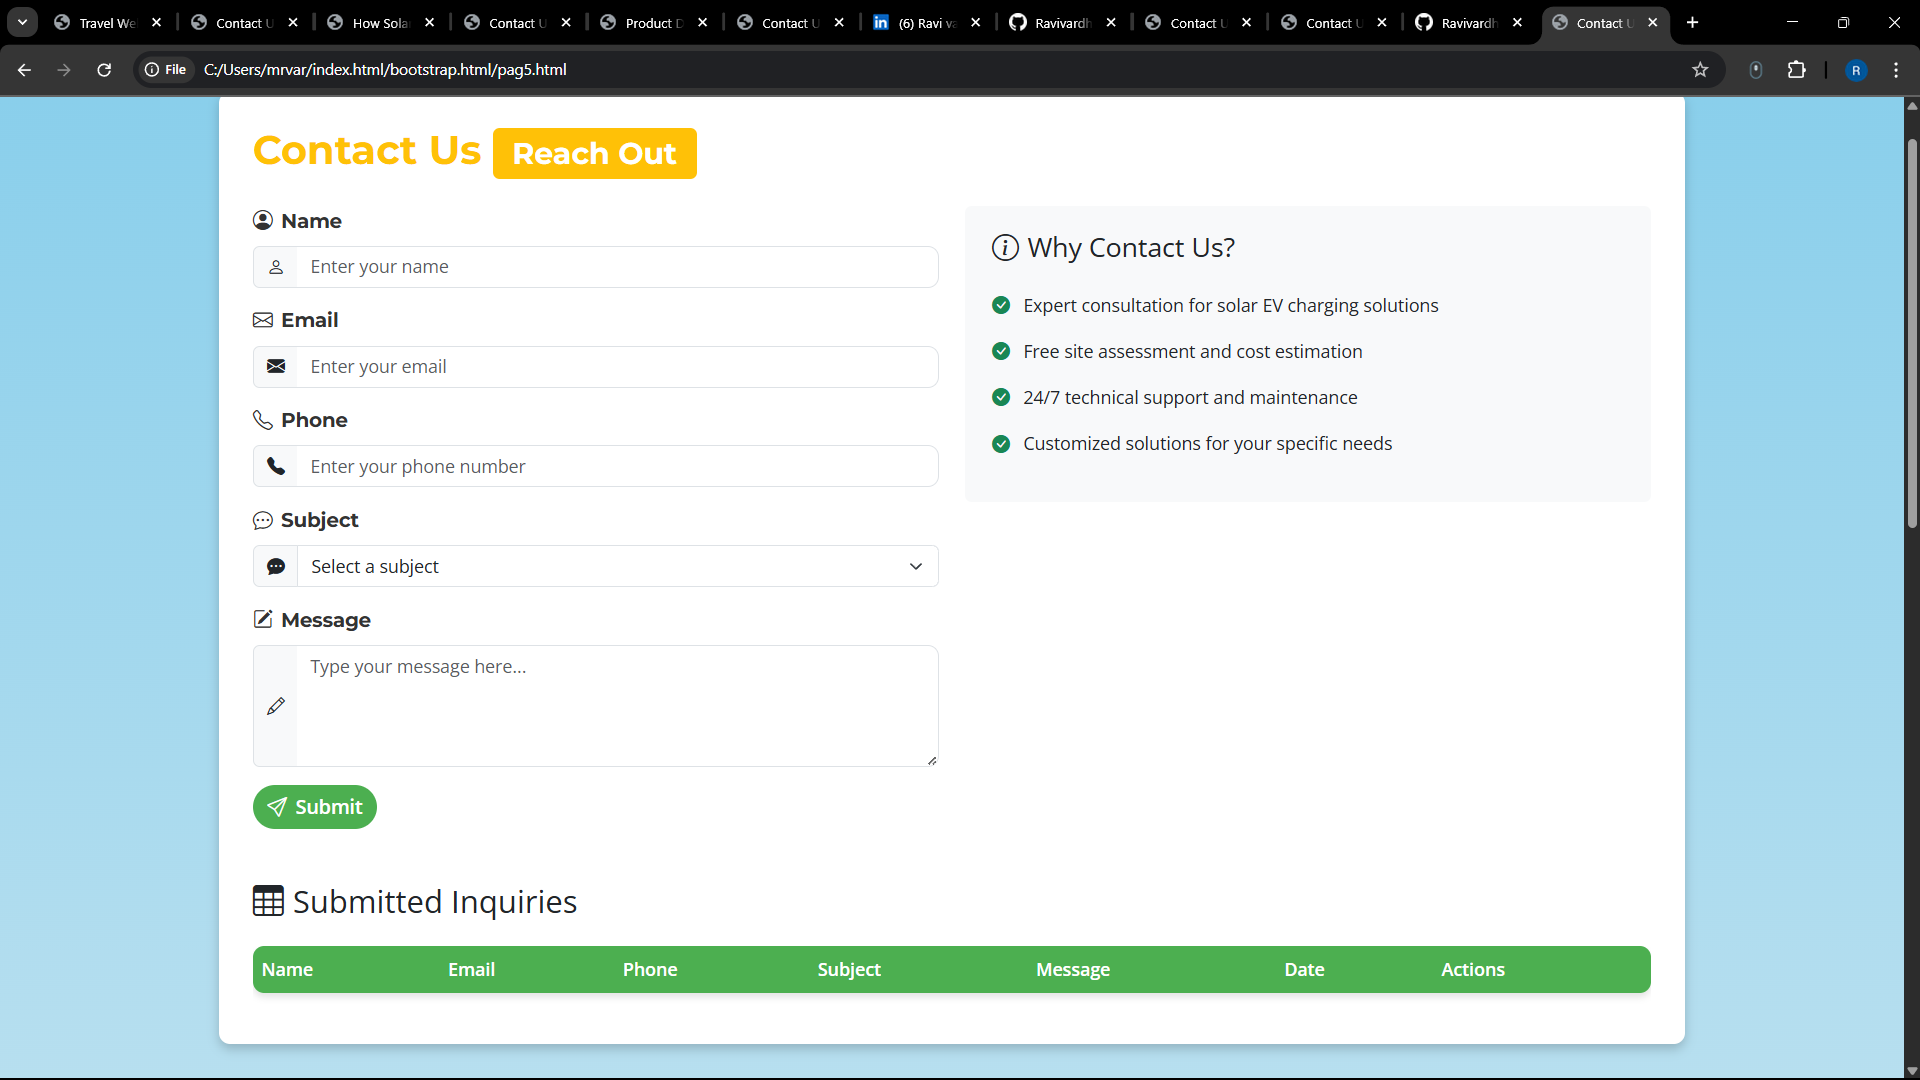 Travel We
Contact U
How Sola
Contact U
Product D
Contact U
(6) Ravi va
Ravivardh
Contact U
Contact U
Ravivardh
Contact U
File C:/Users/mrvar/index.html/bootstrap.html/pag5.html
R
Contact Us Reach Out
Name
Enter your name
Email
Enter your email
Phone
Enter your phone number
Subject
Select a subject
Message
Type your message here...
Submit
Why Contact Us?
Expert consultation for solar EV charging solutions
Free site assessment and cost estimation
24/7 technical support and maintenance
Customized solutions for your specific needs
Submitted Inquiries
Name Email Phone Subject Message Date Actions